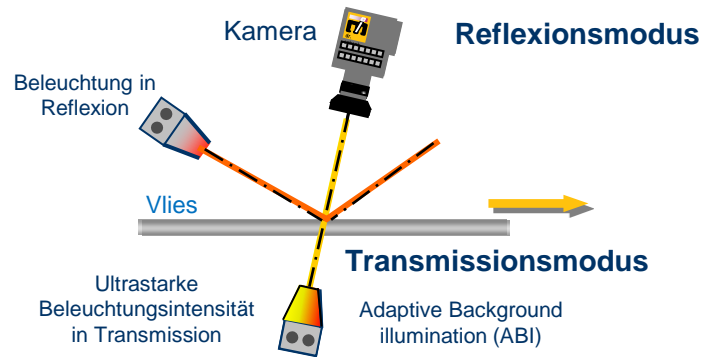 Kamera
Reflexionsmodus
Beleuchtung in
Reflexion
Vlies
Transmissionsmodus
Ultrastarke
Beleuchtungsintensität
in Transmission
Adaptive Background
illumination (ABI)